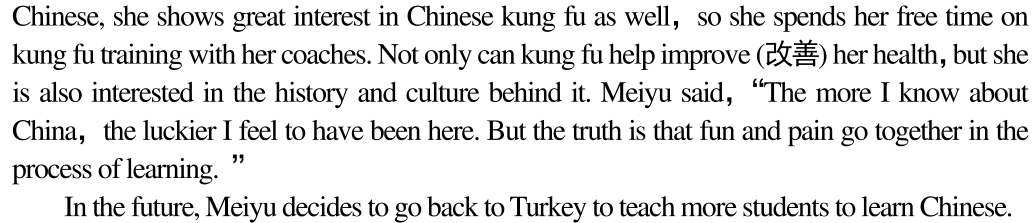 Chinese, she shows great interest in Chinese kung fu as well，so she spends her free time on
kung fu training with her coaches. Not only can kung fu help improve (改善) her health, but she
is also interested in the history and culture behind it. Meiyu said，“The more I know about
China，the luckier I feel to have been here. But the truth is that fun and pain go together in the
process of learning. ”
In the future, Meiyu decides to go back to Turkey to teach more students to learn Chinese.